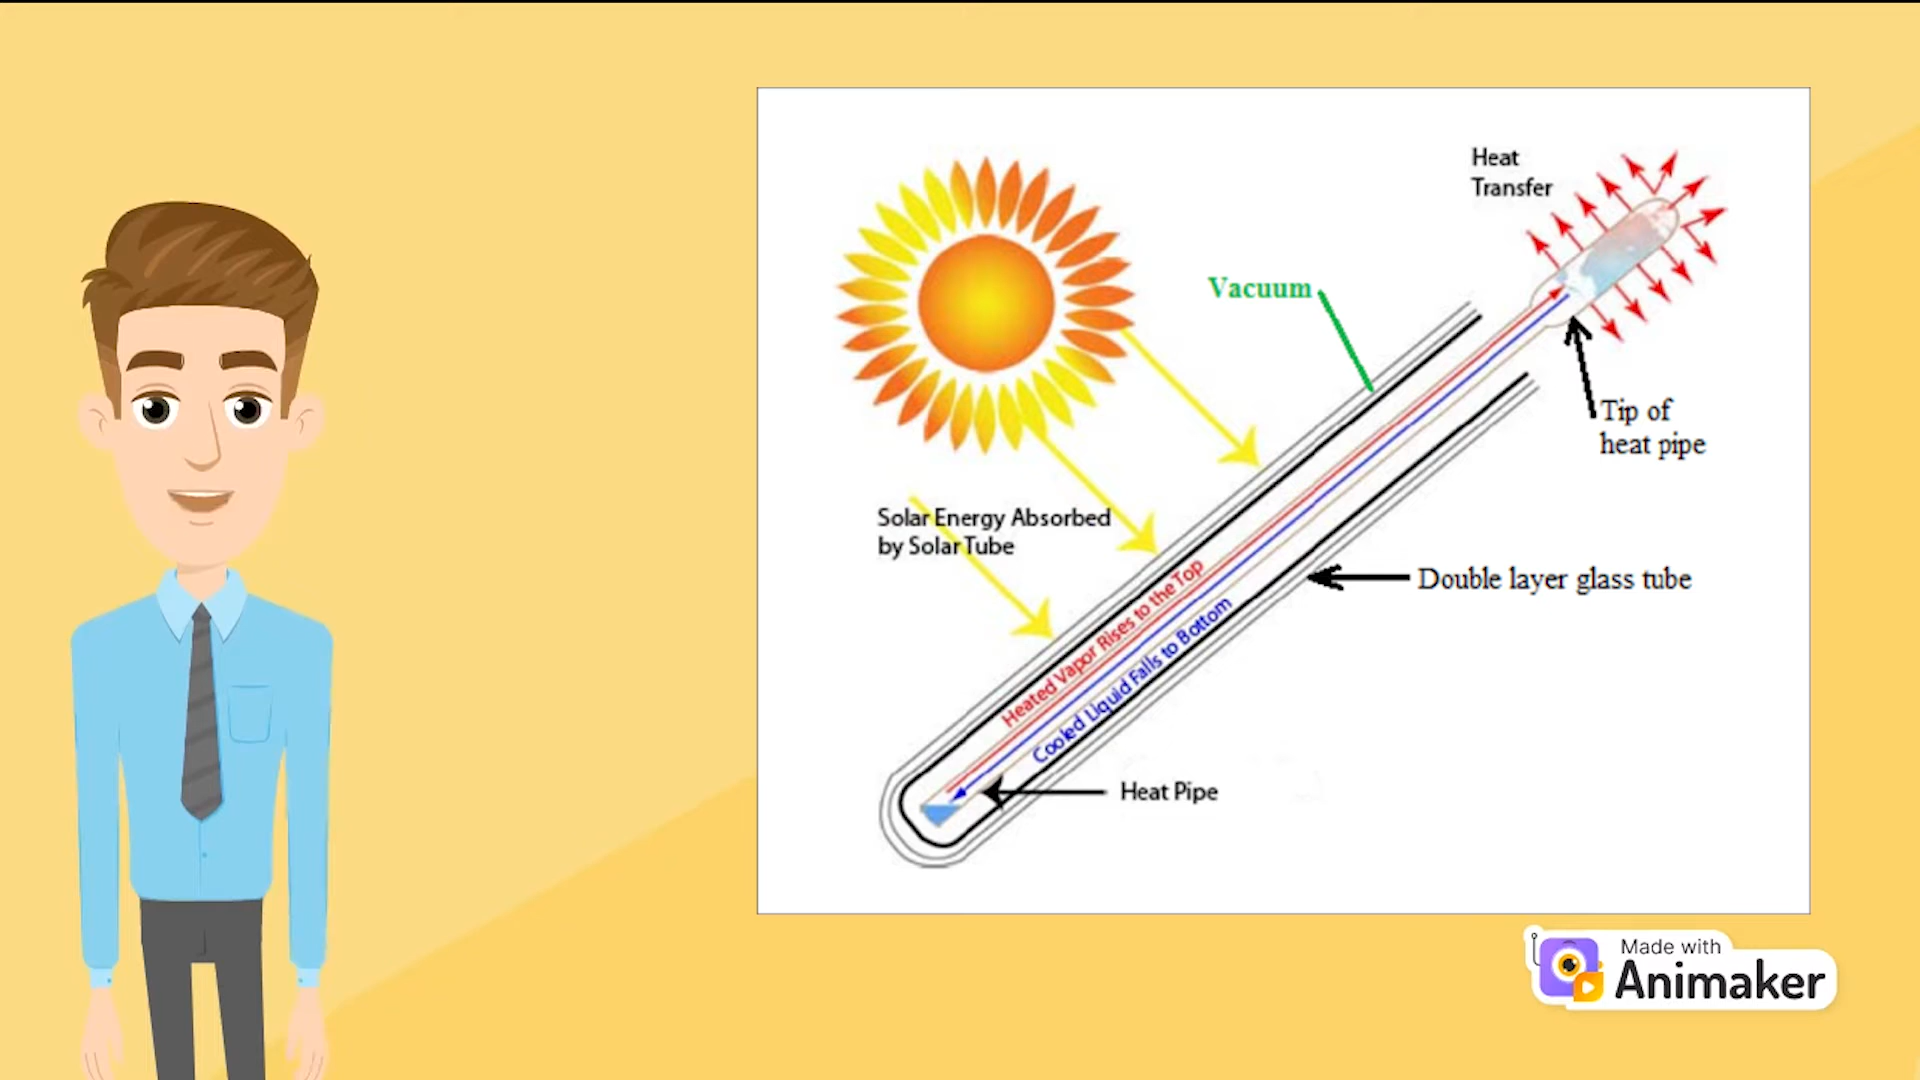 Heat
Transfer
Vacuum
Tip of
heat pipe
Solar Energy Absorbed
by Solar Tube
Double layer glass tube
Heated Vapor Rises to the Top
Cooled Liquid Falls to Bottom
Heat Pipe
Made with
Animaker